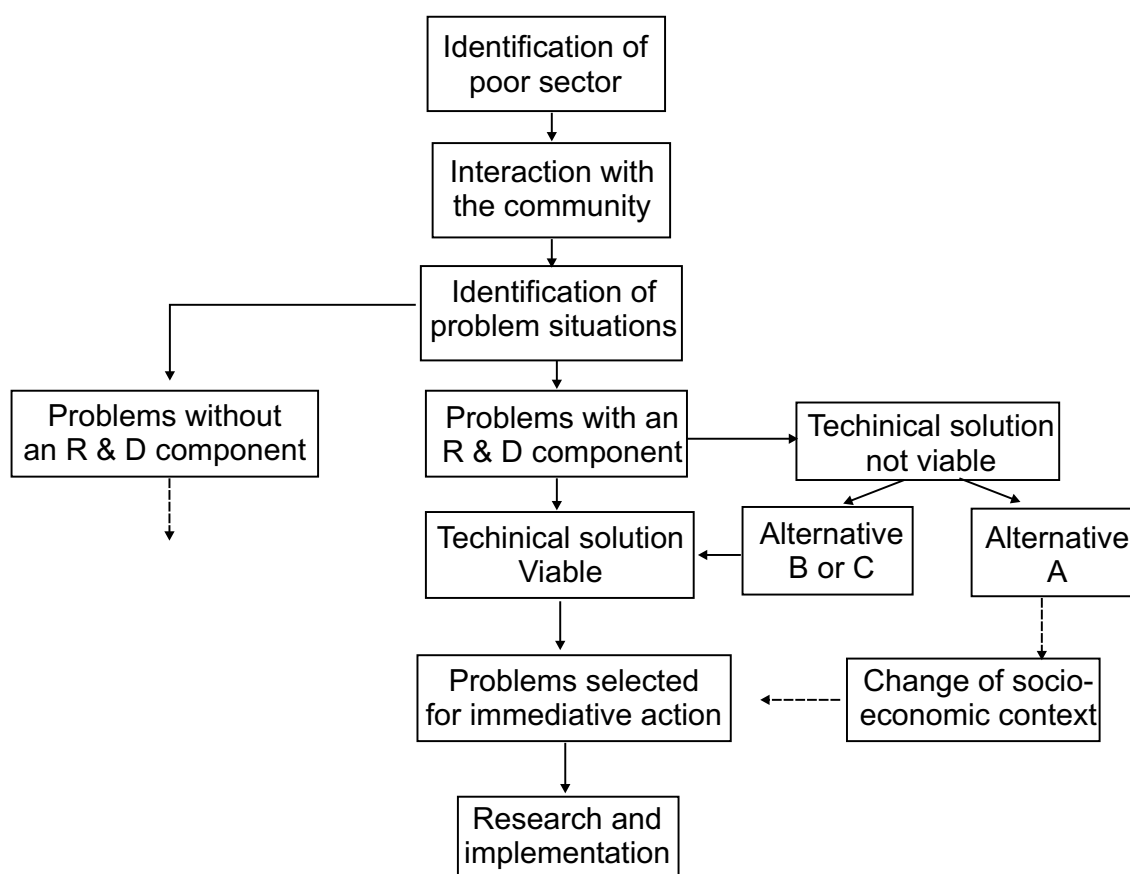 Identification of
poor sector
Interaction with
the community
Identification of
problem situations
Problems without
an R & D component
Problems with an
R & D component
Techinical solution
not viable
Techinical solution
Viable
Alternative
B or C
Alternative
A
Problems selected
for immediative action
Change of socio-
economic context
Research and
implementation